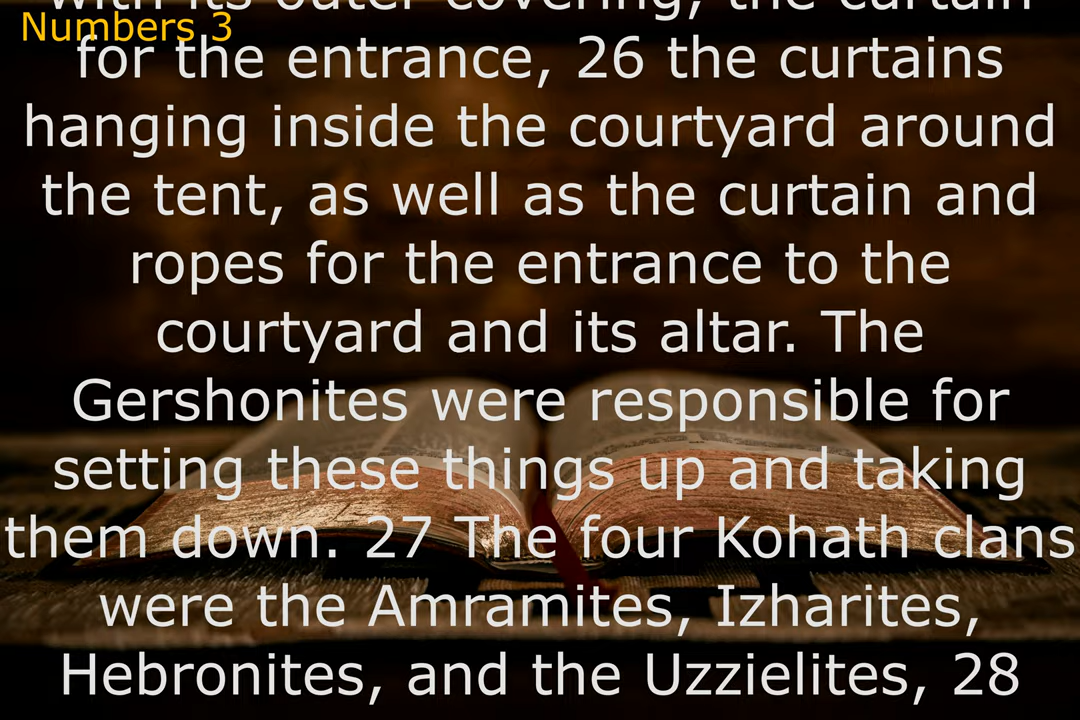 with its outer covering, the curtain
Numbers 3
for the entrance, 26 the curtains
hanging inside the courtyard around
the tent, as well as the curtain and
ropes for the entrance to the
courtyard and its altar. The
Gershonites were responsible for
setting these things up and taking
them down. 27 The four Kohath clans
were the Amramites, Izharites,
Hebronites, and the Uzzielites, 28